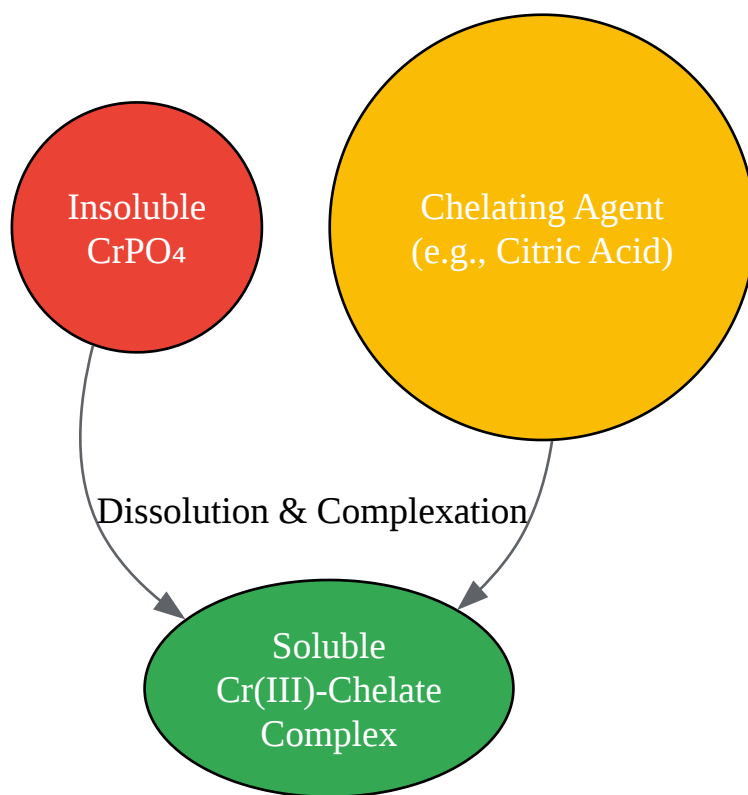 Insoluble
CrPO₄
Chelating Agent
(e.g., Citric Acid)
Dissolution & Complexation
Soluble
Cr(III)-Chelate
Complex